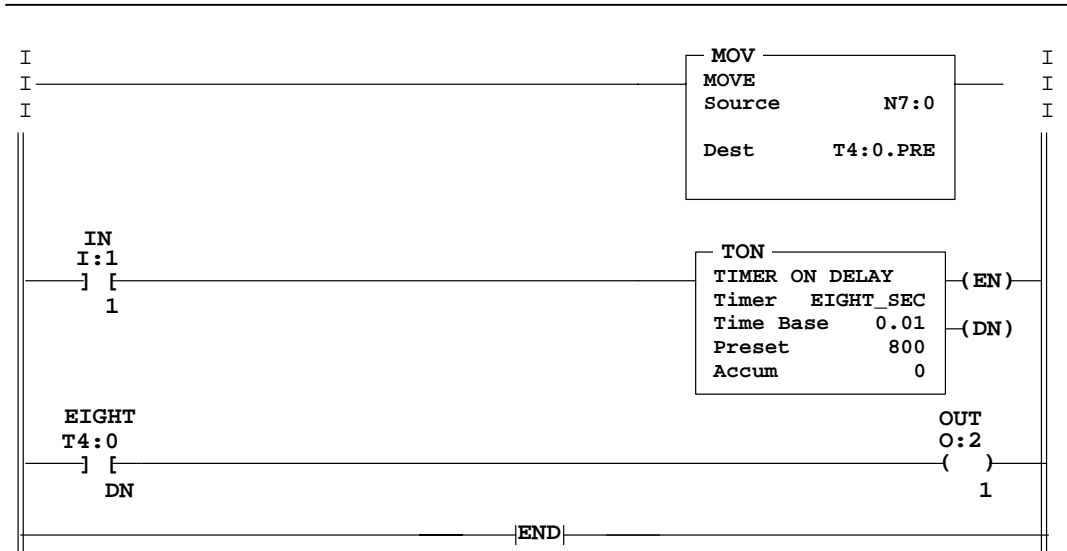 MOV
MOVE
Source N7:0
Dest T4:0.PRE
I I
I I
I I
IN
I:1
] [
1
TON
TIMER ON DELAY
Timer EIGHT_SEC
Time Base 0.01
Preset 800
Accum 0
(EN)
(DN)
EIGHT
T4:0
] [
DN
OUT
O:2
( )
1
END